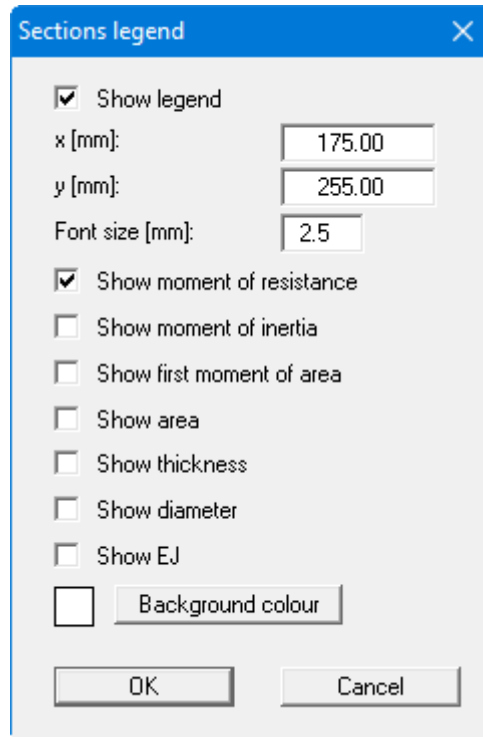 Sections legend
Show legend
x [mm]: 175.00
y [mm]: 255.00
Font size [mm]: 2.5
Show moment of resistance
Show moment of inertia
Show first moment of area
Show area
Show thickness
Show diameter
Show EJ
Background colour
OK Cancel